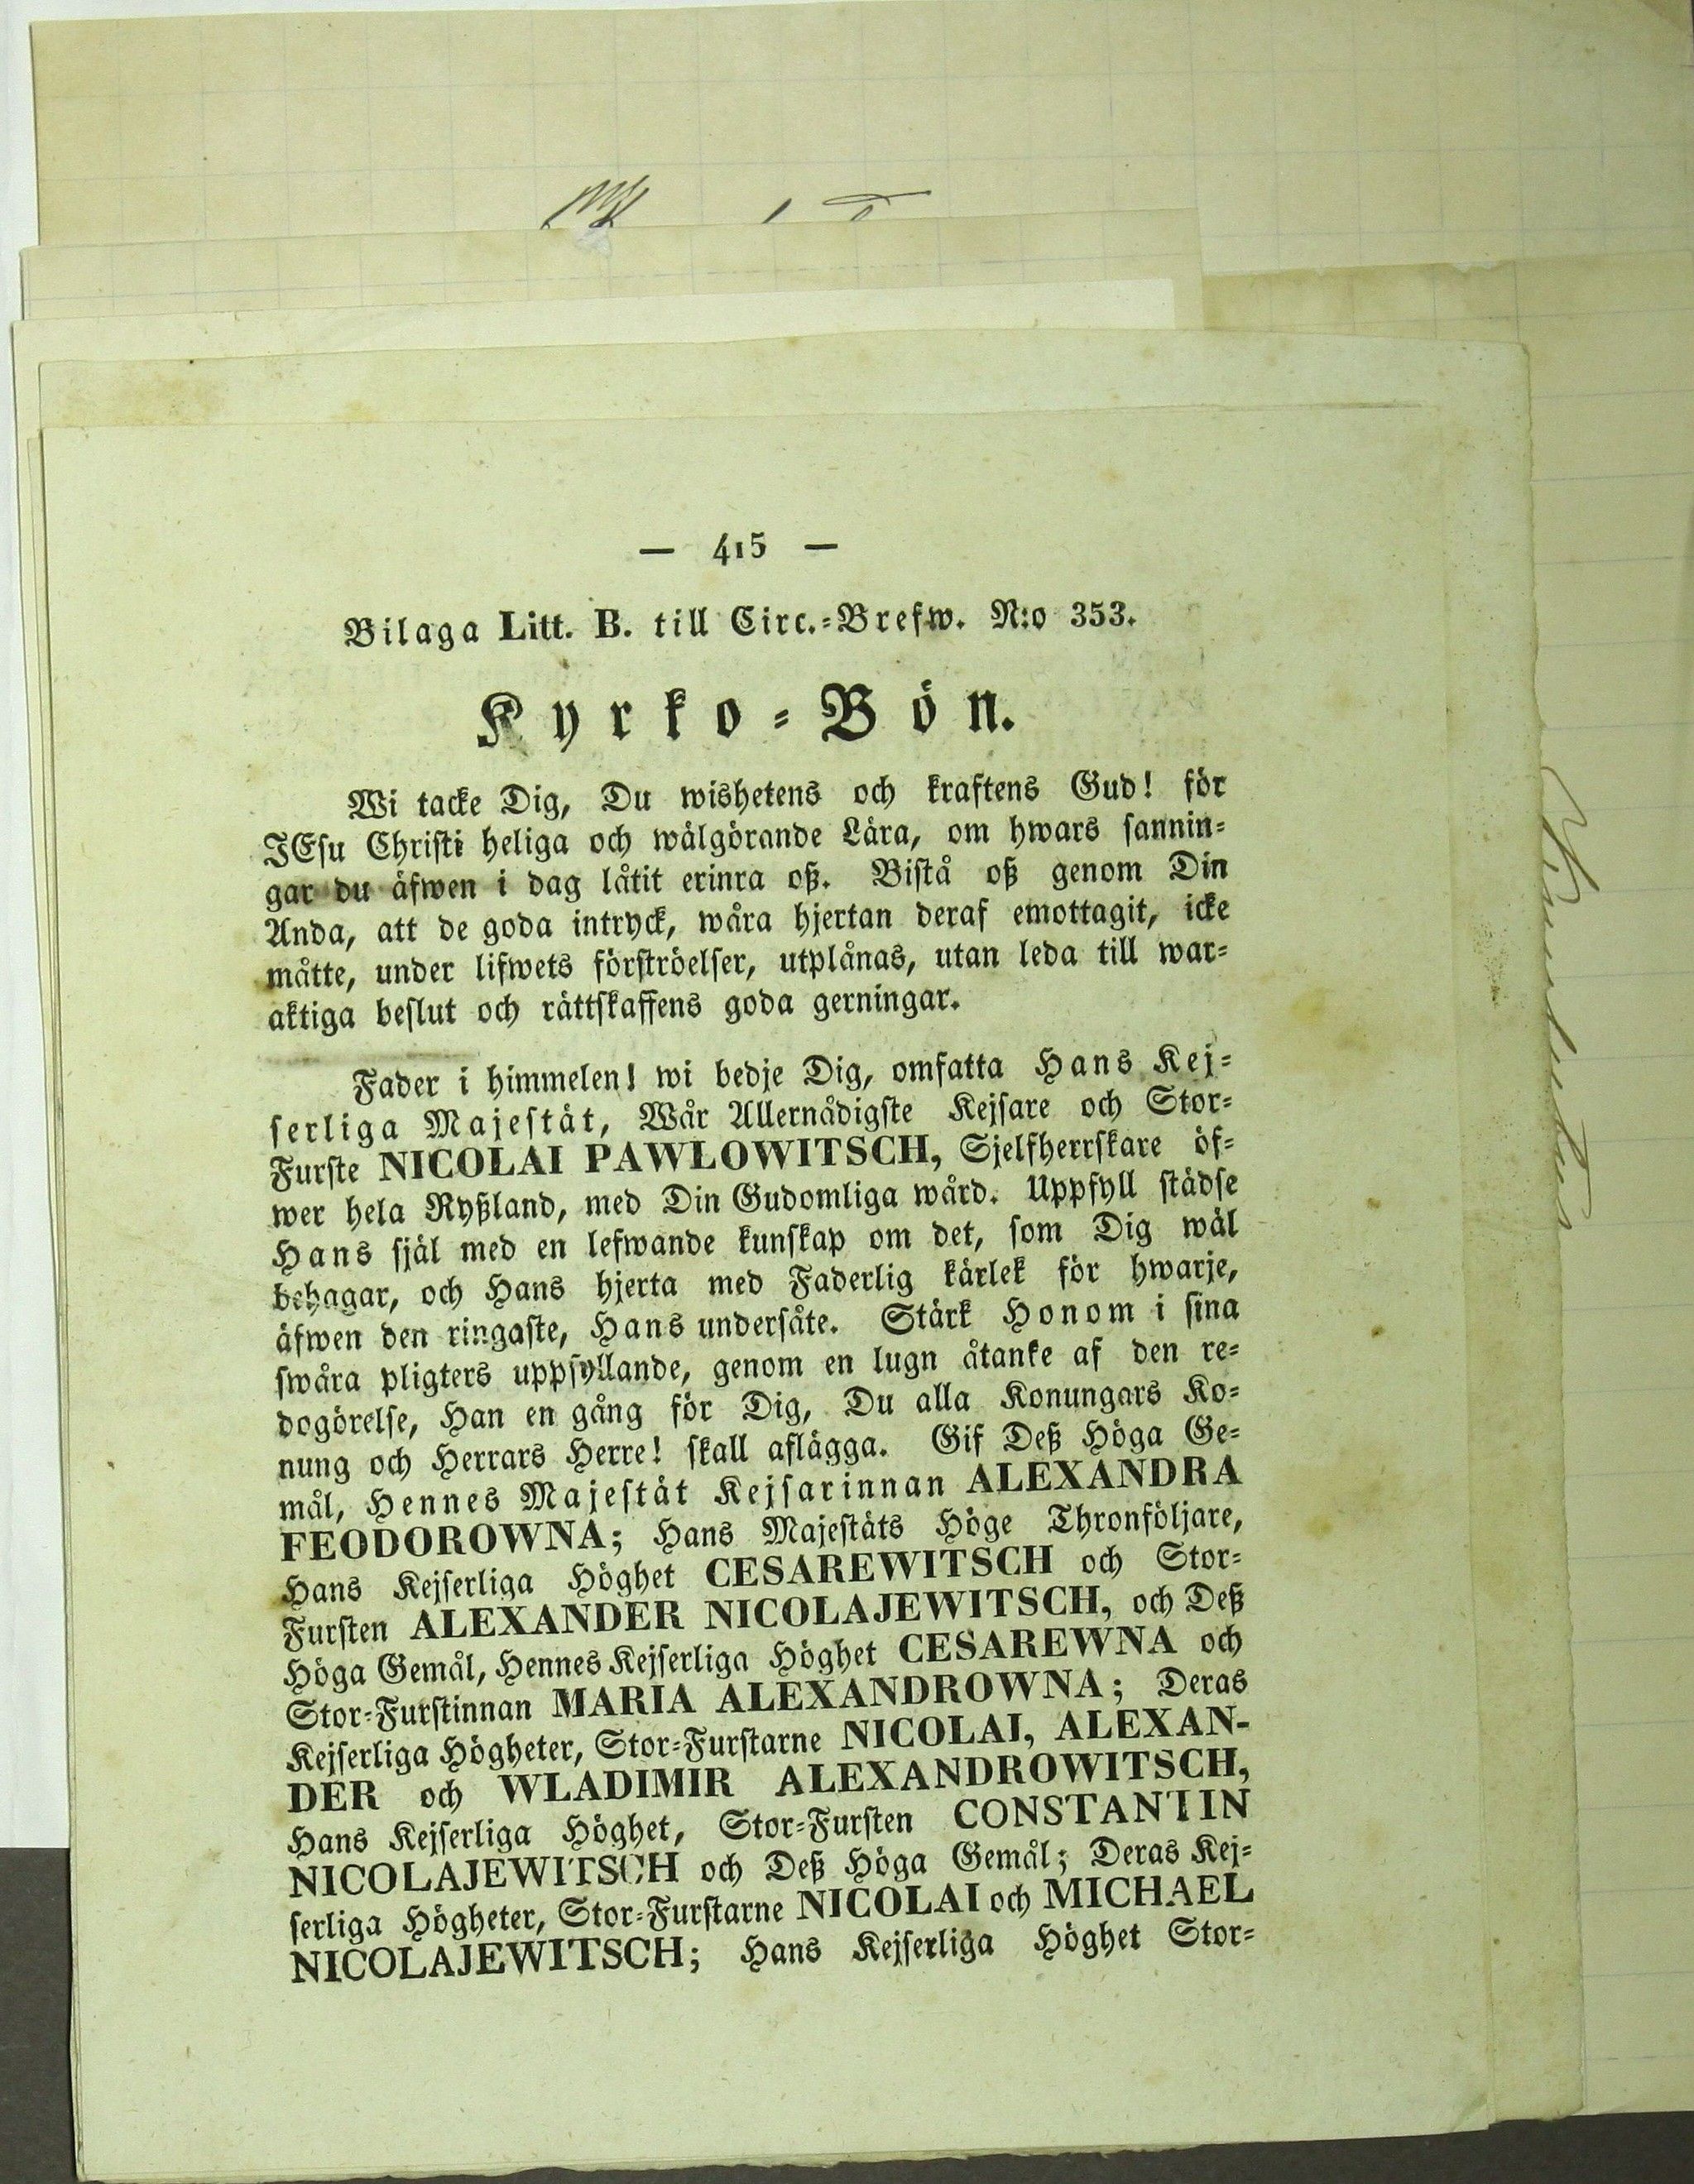 — 415 —
Bilaga Litt. B. till Circ.-Brefw. N:o 353.
Kyrko-Bön.
Wi tacke Dig, Du wishetens och kraftens Gud! för
JEsu Christi heliga och wälgörande Lära, om hwars sannin-
gar du äfwen i dag låtit erinra oß. Bistå oß genom Din
Anda, att de goda intryck, wåra hjertan deraf emottagit, icke
måtte, under lifwets förströelser, utplånas, utan leda till war-
aktiga beslut och rättskaffens goda gerningar.
Fader i himmelen! wi bedje Dig, omfatta Hans Kej-
serliga Majestät, Wår Allernådigste Kejsare och Stor-
Furste NICOLAI PAWLOWITSCH, Sjelfherrskare öf-
wer hela Ryßland, med Din Gudomliga wård. Uppfyll städse
Hans själ med en lefwande kunskap om det, som Dig wäl
behagar, och Hans hjerta med Faderlig kärlek för hwarje,
äfwen den ringaste, Hans undersåte. Stärk Honom i sina
swåra pligters uppfyllande, genom en lugn åtanke af den re-
dogörelse, Han en gång för Dig, Du alla Konungars Ko-
nung och Herrars Herre! skall aflägga. Gif Deß Höga Ge-
mål, Hennes Majestät Kejsarinnan ALEXANDRA
FEODOROWNA; Hans Majestäts Höge Thronföljare,
Hans Kejserliga Höghet CESAREWITSCH och Stor-
Fursten ALEXANDER NICOLAJEWITSCH, och Deß
Höga Gemål, Hennes Kejserliga Höghet CESAREWNA och
Stor-Furstinnan MARIA ALEXANDROWNA; Deras
Kejserliga Högheter, Stor-Furstarne NICOLAI, ALEXAN-
DER och WLADIMIR ALEXANDROWITSCH,
Hans Kejserliga Höghet, Stor-Fursten CONSTANTIN
NICOLAJEWITSCH och Deß Höga Gemål; Deras Kej-
serliga Högheter, Stor-Furstarne NICOLAI och MICHAEL
NICOLAJEWITSCH; Hans Kejserliga Höghet Stor-